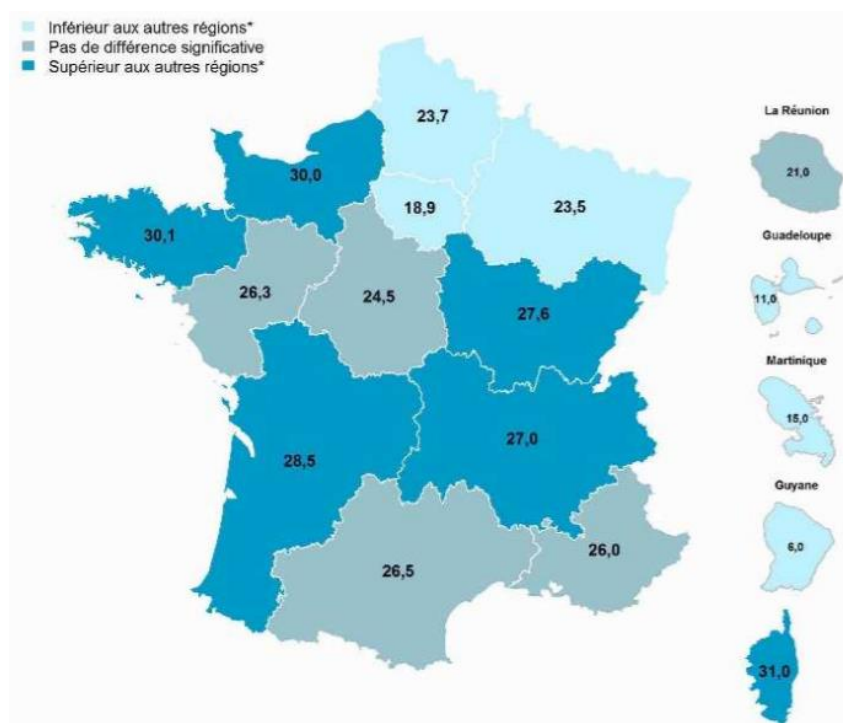 Inférieur aux autres régions*
Pas de différence significative
Supérieur aux autres régions*
23,7
La Réunion
30,0
21,0
18,9
23,5
30,1
Guadeloupe
26,3
24,5
11,0
27,6
Martinique
15,0
27,0
28,5
Guyane
6,0
26,0
26,5
31,0